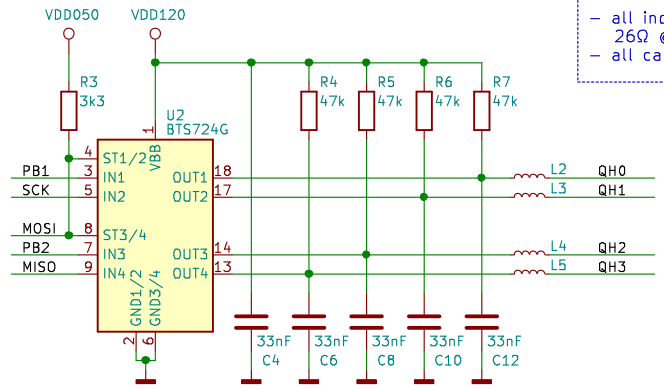 VDD050
VDD120
– all ind
26Ω @
– all ca
R3
3k3
R4
47k
R5
47k
R6
47k
R7
47k
U2
BTS724G
1
VBB
4
ST1/2
PB1
3
IN1
OUT1
18
L2
QH0
SCK
5
IN2
OUT2
17
L3
QH1
MOSI
8
ST3/4
PB2
7
IN3
OUT3
14
L4
QH2
MISO
9
IN4
OUT4
13
L5
QH3
GND1/2
GND3/4
2
6
33nF
C4
33nF
C6
33nF
C8
33nF
C10
33nF
C12